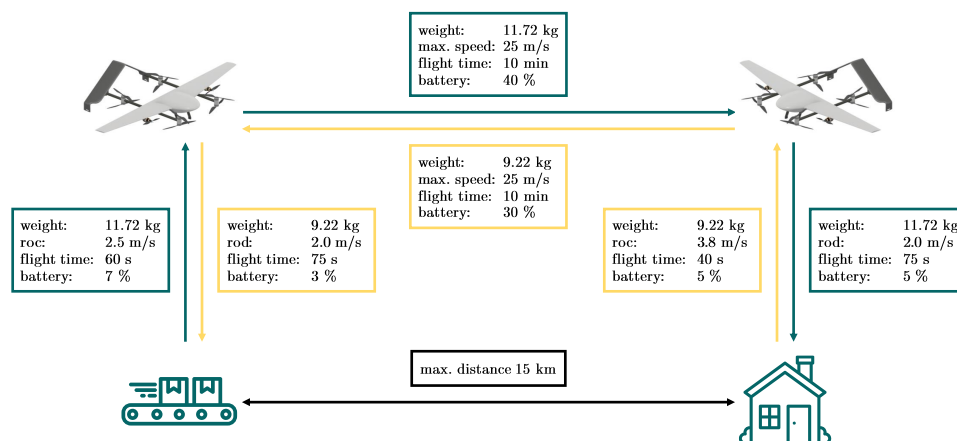 weight: 11.72 kg
max. speed: 25 m/s
flight time: 10 min
battery: 40 %
weight: 9.22 kg
max. speed: 25 m/s
flight time: 10 min
battery: 30 %
weight: 11.72 kg
roc: 2.5 m/s
flight time: 60 s
battery: 7 %
weight: 9.22 kg
rod: 2.0 m/s
flight time: 75 s
battery: 3 %
weight: 9.22 kg
roc: 3.8 m/s
flight time: 40 s
battery: 5 %
weight: 11.72 kg
rod: 2.0 m/s
flight time: 75 s
battery: 5 %
max. distance 15 km